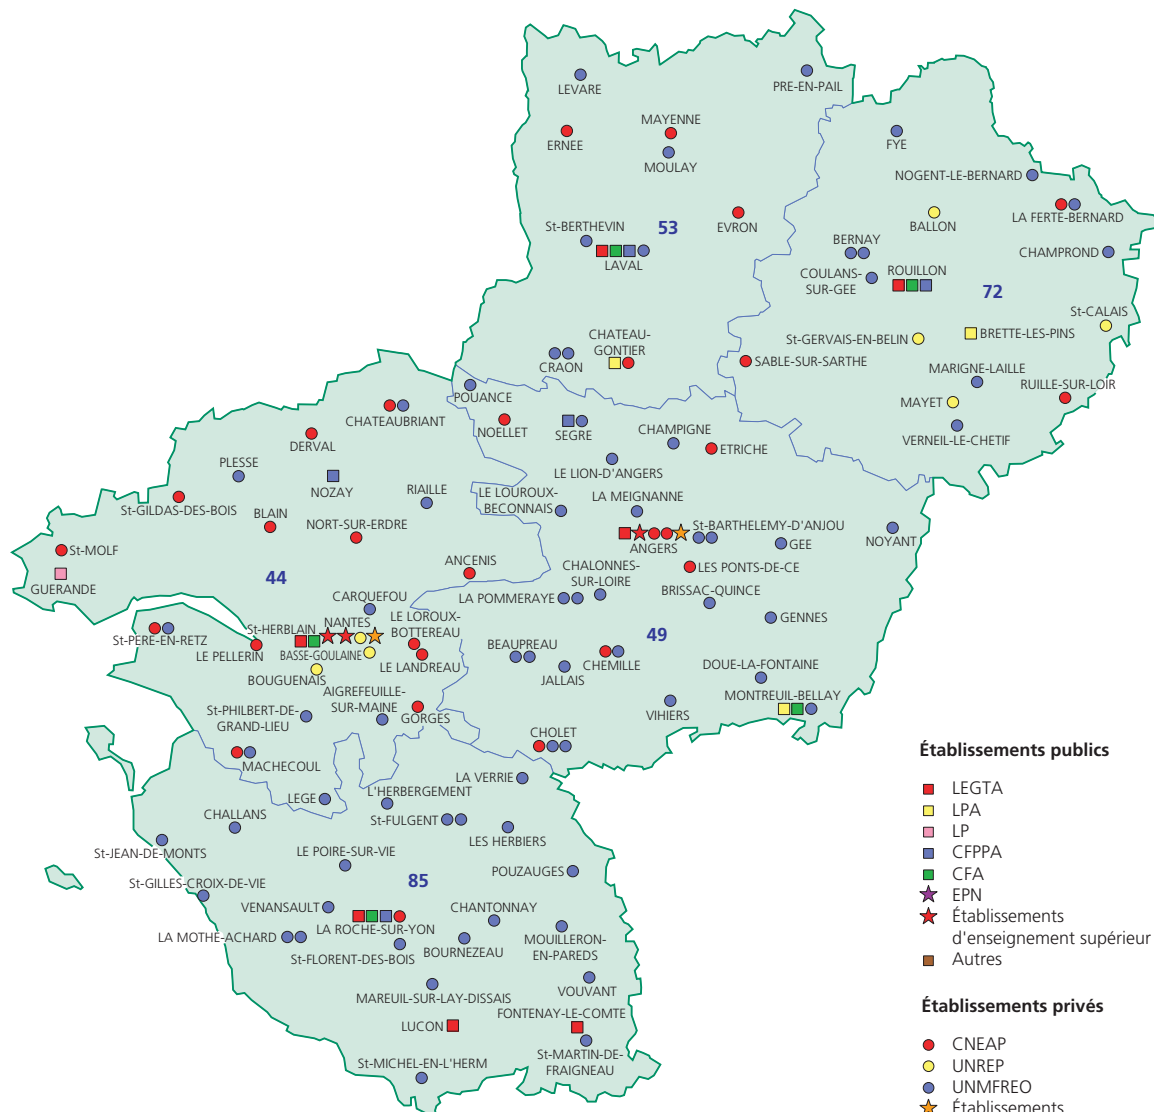 LEVARE
PRE-EN-PAIL
MAYENNE
ERNEE
MOULAY
FYE
NOGENT-LE-BERNARD
LA FERTE-BERNARD
EVRON
BALLON
St-BERTHEVIN
53
LAVAL
BERNAY
CHAMPROND
COULANS-
SUR-GEE
ROUILLON
72
St-CALAIS
CHATEAU-
GONTIER
CRAON
St-GERVAIS-EN-BELIN
BRETTE-LES-PINS
SABLE-SUR-SARTHE
MARIGNE-LAILLE
RUILLE-SUR-LOIR
MAYET
VERNEIL-LE-CHETIF
POUANCE
CHATEAUBRIANT
NOELLET
SEGRE
CHAMPIGNE
ETRICHE
DERVAL
LE LION-D'ANGERS
PLESSE
NOZAY
RIAILLE
LE LOUROUX-
BECONNAIS
LA MEIGNANNE
St-GILDAS-DES-BOIS
BLAIN
NORT-SUR-ERDRE
St-BARTHELEMY-D'ANJOU
ANGERS
GEE
NOYANT
St-MOLF
GUERANDE
44
ANCENIS
CHALONNES-
SUR-LOIRE
LES PONTS-DE-CE
LA POMMERAYE
BRISSAC-QUINCE
GENNES
CARQUEFOU
St-HERBLAIN
NANTES
LE LOROUX-
BOTTEREAU
49
St-PERE-EN-RETZ
LE PELLERIN
BASSE-GOULAINE
LE LANDREAU
BEAUPREAU
CHEMILLE
JALLAIS
DOUE-LA-FONTAINE
BOUGUENAIS
AIGREFEUILLE-
SUR-MAINE
MONTREUIL-BELLAY
St-PHILBERT-DE-
GRAND-LIEU
GORGES
VIHIERS
CHOLET
MACHECOUL
LA VERRIE
LEGE
L'HERBERGEMENT
CHALLANS
St-FULGENT
LES HERBIERS
St-JEAN-DE-MONTS
LE POIRE-SUR-VIE
POUZAUGES
St-GILLES-CROIX-DE-VIE
85
VENANSAULT
CHANTONNAY
LA MOTHE-ACHARD
LA ROCHE-SUR-YON
MOUILLERON-
EN-PAREDS
St-FLORENT-DES-BOIS
BOURNEZEAU
VOUVANT
MAREUIL-SUR-LAY-DISSAIS
FONTENAY-LE-COMTE
LUCON
St-MARTIN-DE-
FRAIGNEAU
St-MICHEL-EN-L'HERM
Établissements publics
LEGTA
LPA
LP
CFPPA
CFA
EPN
Établissements
d'enseignement supérieur
Autres
Établissements privés
CNEAP
UNREP
UNMFREO
Établissements